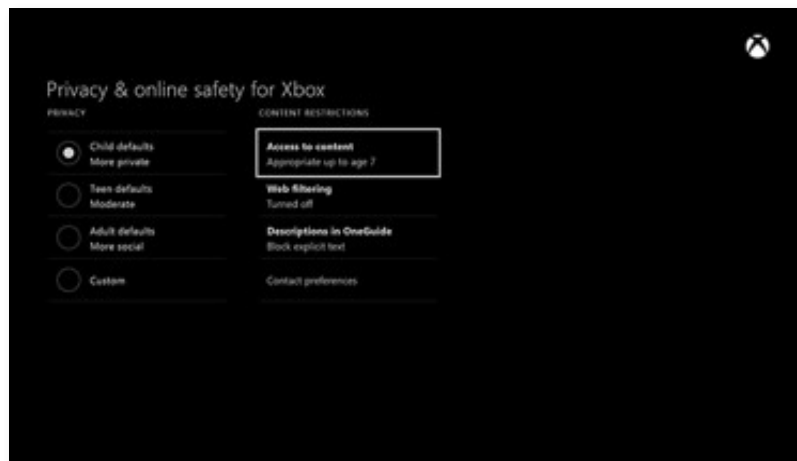 Privacy & online safety for Xbox
PRIVACY
Child defaults
More private
Teen defaults
Moderate
Adult defaults
More social
Custom
CONTENT RESTRICTIONS
Access to content
Appropriate up to age 7
Web filtering
Turned off
Descriptions in OneGuide
Block explicit text
Contact preferences